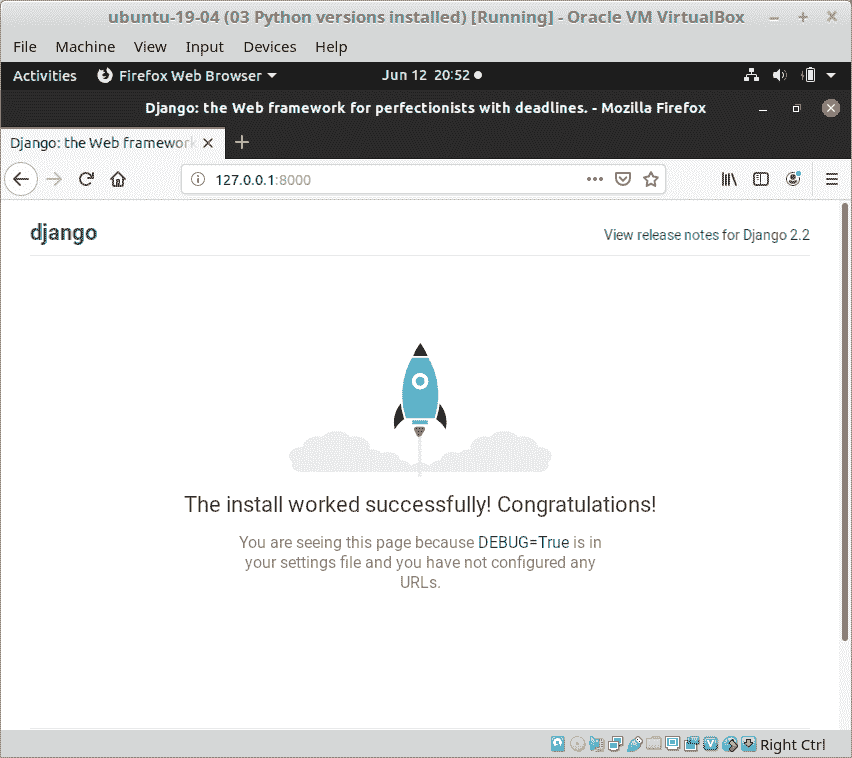 ubuntu-19-04 (03 Python versions installed) [Running] - Oracle VM VirtualBox
File Machine View Input Devices Help
Activities Firefox Web Browser Jun 12 20:52
Django: the Web framework for perfectionists with deadlines. - Mozilla Firefox
Django: the Web framework
127.0.0.1:8000
django
View release notes for Django 2.2
The install worked successfully! Congratulations!
You are seeing this page because DEBUG=True is in
your settings file and you have not configured any
URLs.
Right Ctrl